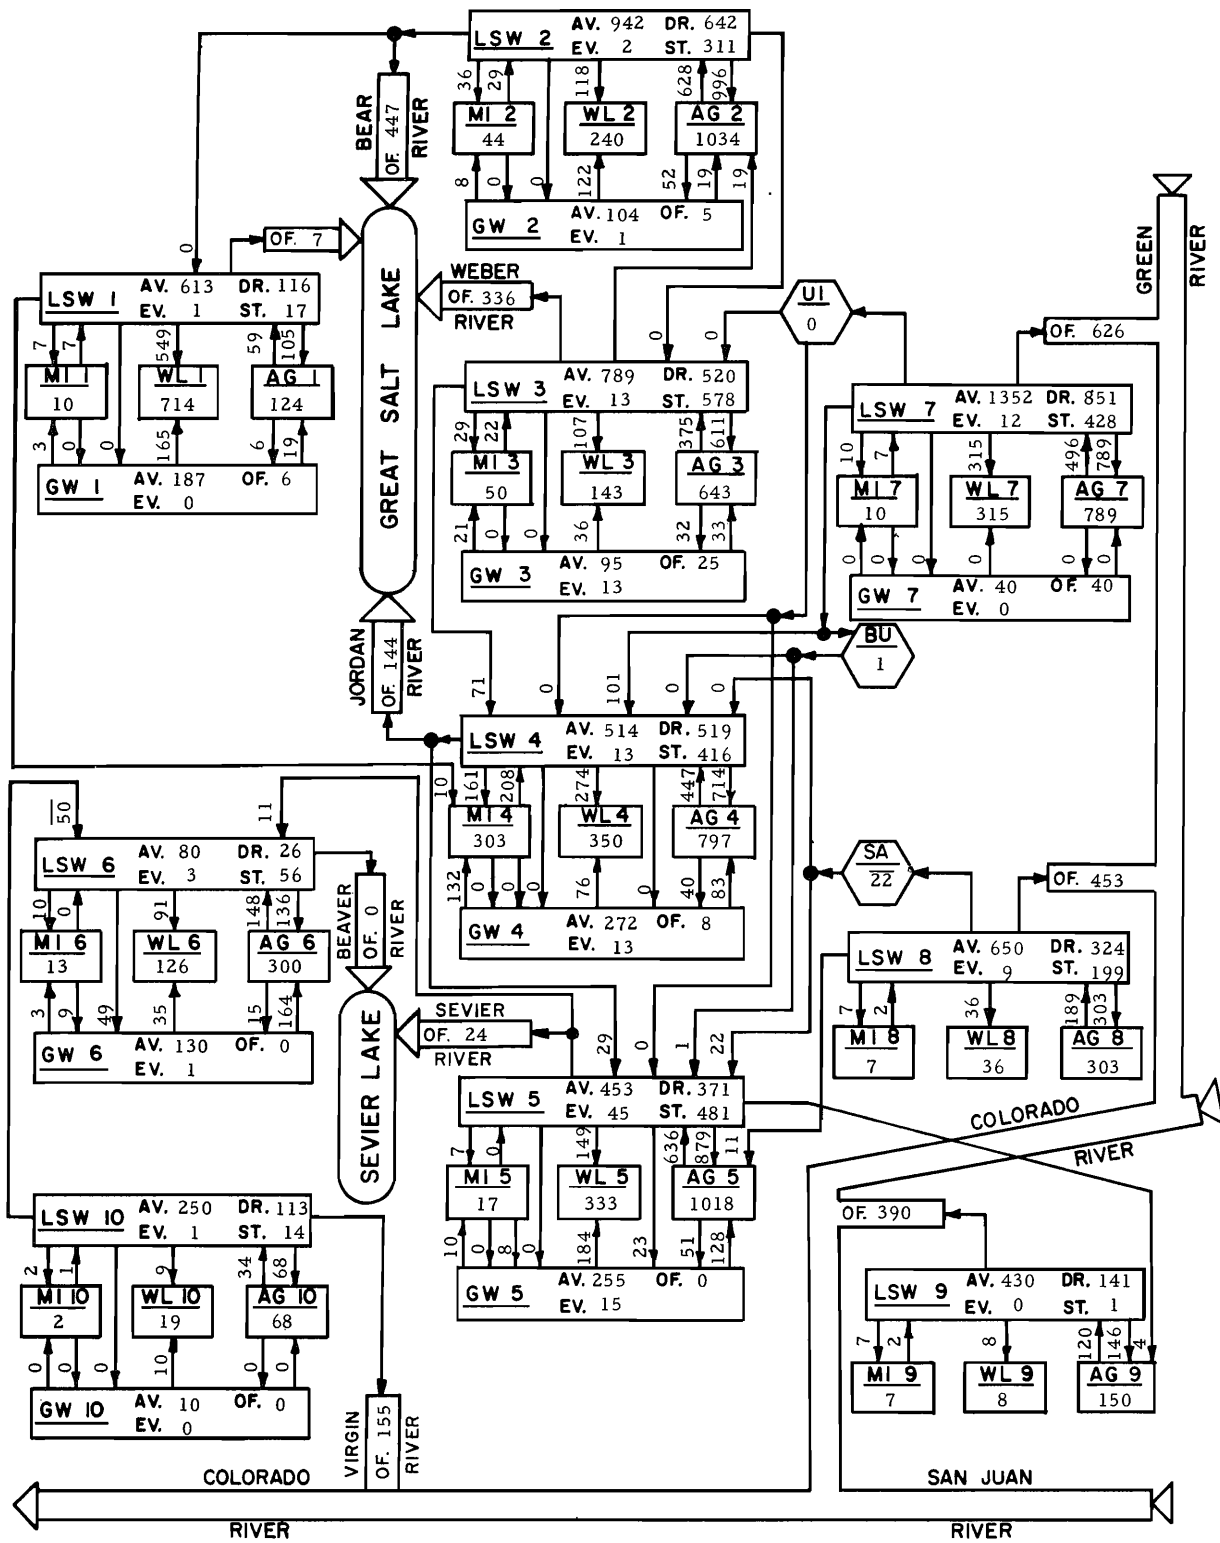 LSW 2 AV. 942 DR. 642
EV. 2 ST. 311
36 29 118 628 996
MI 2 WL 2 AG 2
44 240 1034
8 0 0 122 52 19 19
GW 2 AV. 104 OF. 5
EV. 1
BEAR RIVER
OF. 447
0
OF. 7
LSW 1 AV. 613 DR. 116
EV. 1 ST. 17
7 7 549 59 105
MI 1 WL 1 AG 1
10 714 124
3 0 0 165 6 19
GW 1 AV. 187 OF. 6
EV. 0
GREAT SALT LAKE
WEBER
OF. 336
RIVER
0 0
UI
0
GREEN RIVER
OF. 626
LSW 3 AV. 789 DR. 520
EV. 13 ST. 578
29 22 107 375 611
MI 3 WL 3 AG 3
50 143 643
21 0 0 36 32 33
GW 3 AV. 95 OF. 25
EV. 13
LSW 7 AV. 1352 DR. 851
EV. 12 ST. 428
10 7 315 496 789
MI 7 WL 7 AG 7
10 315 789
0 0 0 0 0 0
GW 7 AV. 40 OF. 40
EV. 0
BU
1
JORDAN RIVER
OF. 144
71 0 101 0 0
LSW 4 AV. 514 DR. 519
EV. 13 ST. 416
10 161 208 274 447 714
MI 4 WL 4 AG 4
303 350 797
132 0 0 0 76 0 40 83
GW 4 AV. 272 OF. 8
EV. 13
50 11
LSW 6 AV. 80 DR. 26
EV. 3 ST. 56
10 0 91 148 136
MI 6 WL 6 AG 6
13 126 300
3 9 49 35 15 164
GW 6 AV. 130 OF. 0
EV. 1
BEAVER RIVER
OF. 0
SEVIER LAKE
SEVIER
OF. 24
RIVER
SA
22
OF. 453
LSW 8 AV. 650 DR. 324
EV. 9 ST. 199
7 2 36 189 303
MI 8 WL 8 AG 8
7 36 303
29 0 1 22
LSW 5 AV. 453 DR. 371
EV. 45 ST. 481
7 0 149 636 879 11
MI 5 WL 5 AG 5
17 333 1018
10 0 8 0 184 23 51 128
GW 5 AV. 255 OF. 0
EV. 15
COLORADO
RIVER
OF. 390
LSW 9 AV. 430 DR. 141
EV. 0 ST. 1
7 2 8 120 146 4
MI 9 WL 9 AG 9
7 8 150
LSW 10 AV. 250 DR. 113
EV. 1 ST. 14
2 1 9 34 68
MI 10 WL 10 AG 10
2 19 68
0 0 0 10 0 0
GW 10 AV. 10 OF. 0
EV. 0
VIRGIN RIVER
OF. 155
COLORADO
RIVER
SAN JUAN
RIVER